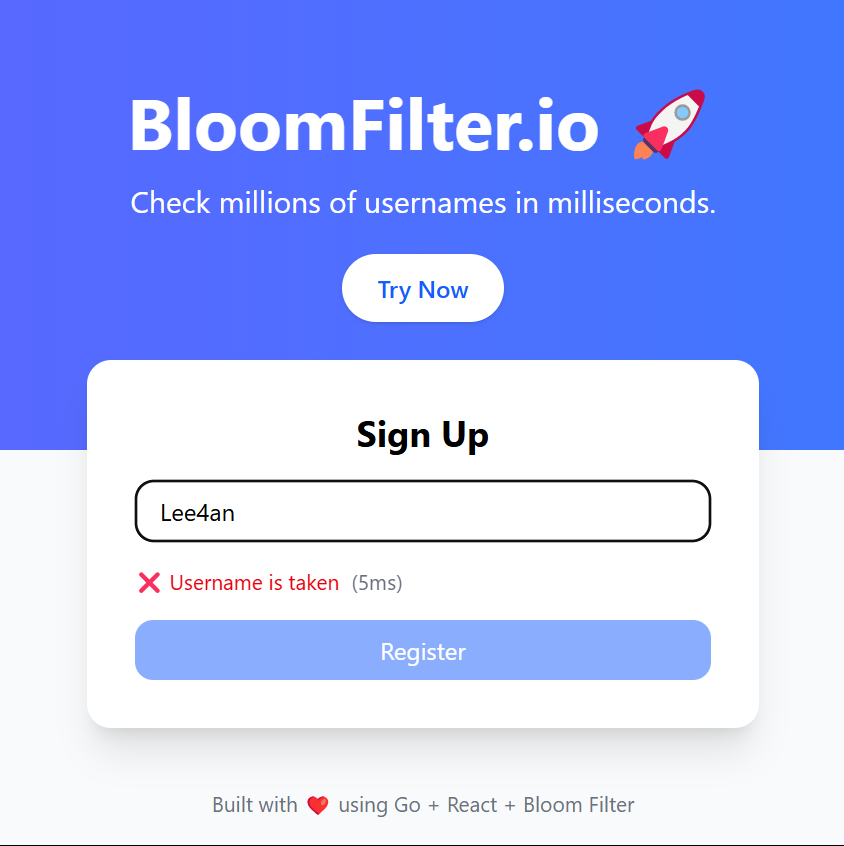 BloomFilter.io 🚀
Check millions of usernames in milliseconds.
Try Now
Sign Up
Lee4an
❌ Username is taken (5ms)
Register
Built with ❤️ using Go + React + Bloom Filter